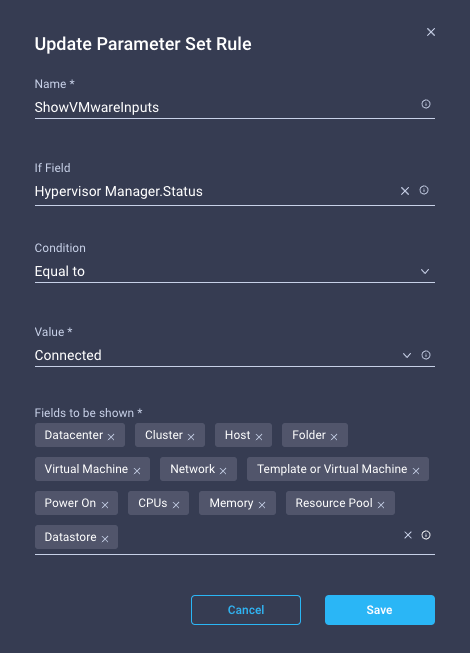 Update Parameter Set Rule
Name *
ShowVMwareInputs
If Field
Hypervisor Manager.Status
Condition
Equal to
Value *
Connected
Fields to be shown *
Datacenter Cluster Host Folder
Virtual Machine Network Template or Virtual Machine
Power On CPUs Memory Resource Pool
Datastore
Cancel Save